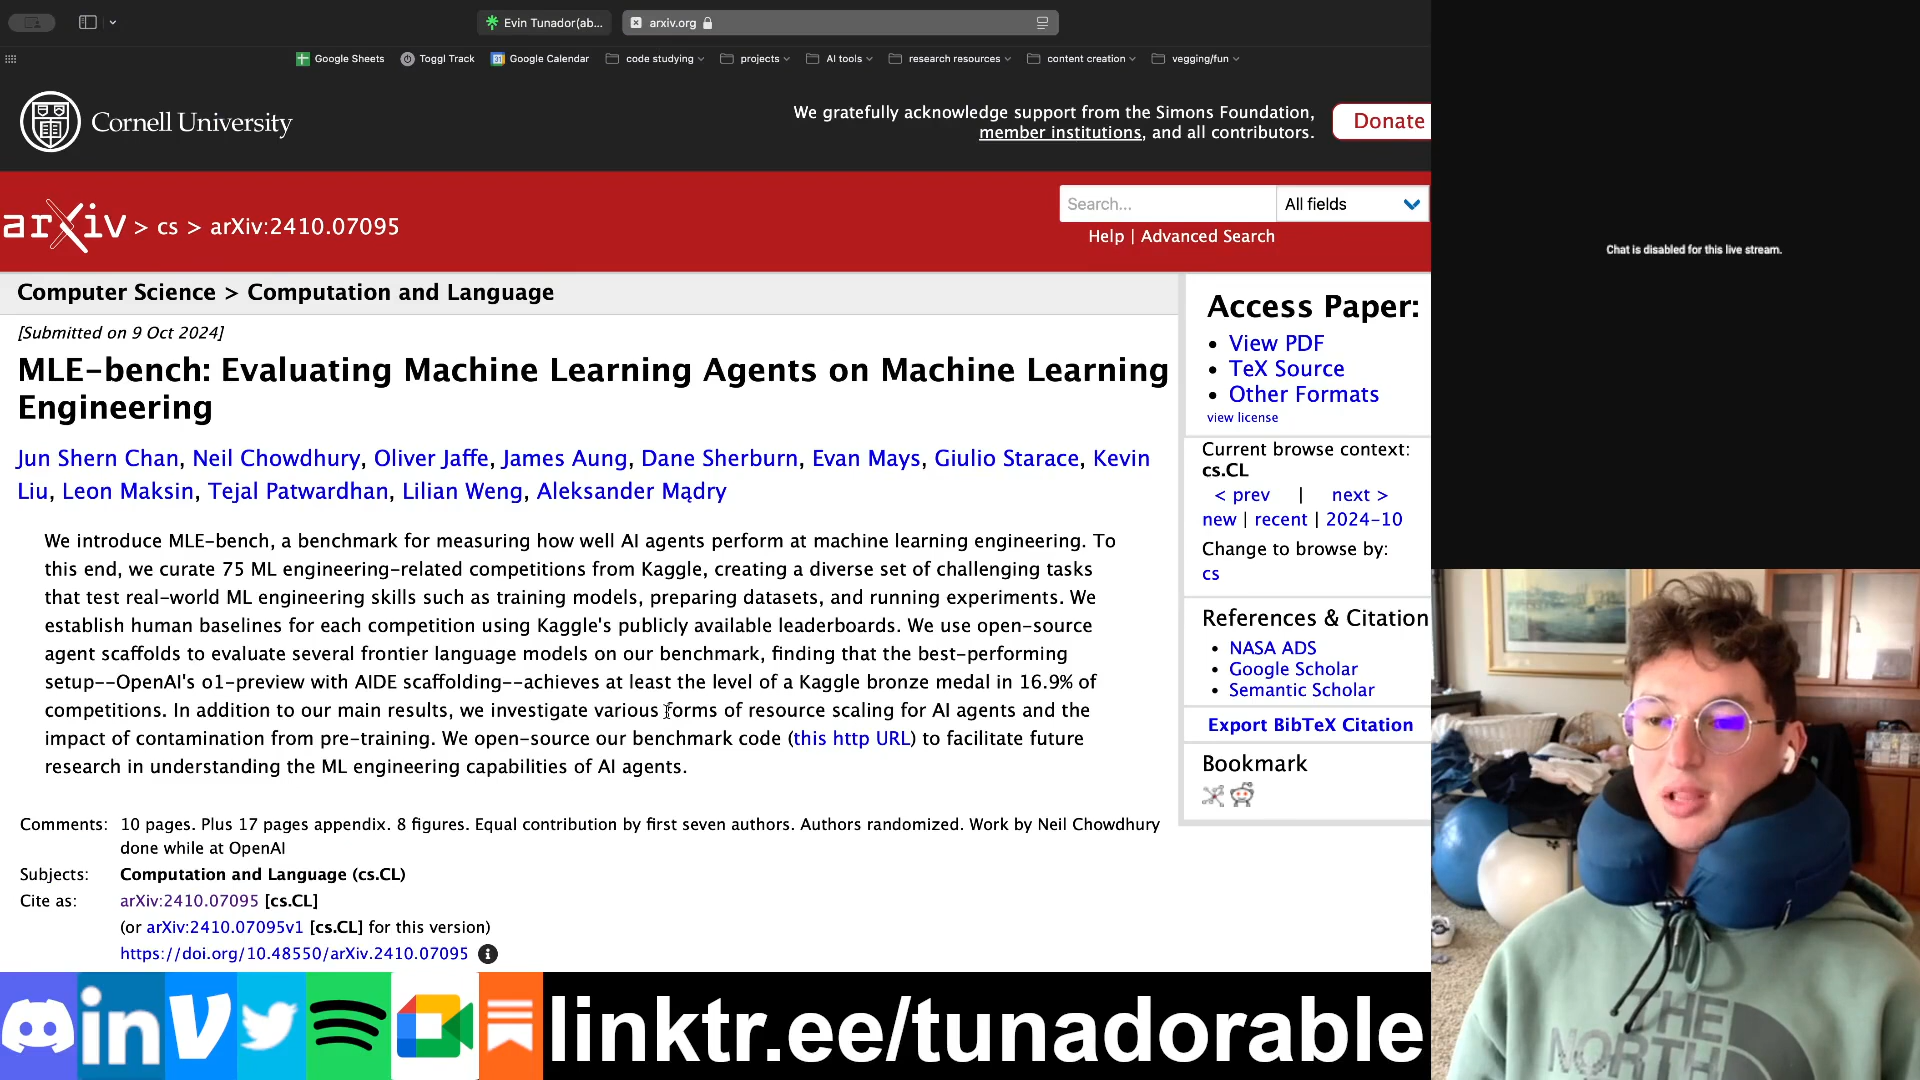 Evin Tunador(ab...
arxiv.org
Google Sheets
Toggl Track
Google Calendar
code studying
projects
AI tools
research resources
content creation
vegging/fun
Cornell University
We gratefully acknowledge support from the Simons Foundation,
member institutions, and all contributors.
Donate
arXiv > cs > arXiv:2410.07095
Search...
All fields
Help | Advanced Search
Chat is disabled for this live stream.
Computer Science > Computation and Language
[Submitted on 9 Oct 2024]
MLE-bench: Evaluating Machine Learning Agents on Machine Learning
Engineering
Jun Shern Chan, Neil Chowdhury, Oliver Jaffe, James Aung, Dane Sherburn, Evan Mays, Giulio Starace, Kevin
Liu, Leon Maksin, Tejal Patwardhan, Lilian Weng, Aleksander Mądry
We introduce MLE-bench, a benchmark for measuring how well AI agents perform at machine learning engineering. To
this end, we curate 75 ML engineering-related competitions from Kaggle, creating a diverse set of challenging tasks
that test real-world ML engineering skills such as training models, preparing datasets, and running experiments. We
establish human baselines for each competition using Kaggle's publicly available leaderboards. We use open-source
agent scaffolds to evaluate several frontier language models on our benchmark, finding that the best-performing
setup--OpenAI's o1-preview with AIDE scaffolding--achieves at least the level of a Kaggle bronze medal in 16.9% of
competitions. In addition to our main results, we investigate various forms of resource scaling for AI agents and the
impact of contamination from pre-training. We open-source our benchmark code (this http URL) to facilitate future
research in understanding the ML engineering capabilities of AI agents.
Comments: 10 pages. Plus 17 pages appendix. 8 figures. Equal contribution by first seven authors. Authors randomized. Work by Neil Chowdhury
done while at OpenAI
Subjects: Computation and Language (cs.CL)
Cite as: arXiv:2410.07095 [cs.CL]
(or arXiv:2410.07095v1 [cs.CL] for this version)
https://doi.org/10.48550/arXiv.2410.07095
Access Paper:
View PDF
TeX Source
Other Formats
view license
Current browse context:
cs.CL
< prev | next >
new | recent | 2024-10
Change to browse by:
cs
References & Citation
NASA ADS
Google Scholar
Semantic Scholar
Export BibTeX Citation
Bookmark
linktr.ee/tunadorable
THE
NORTH